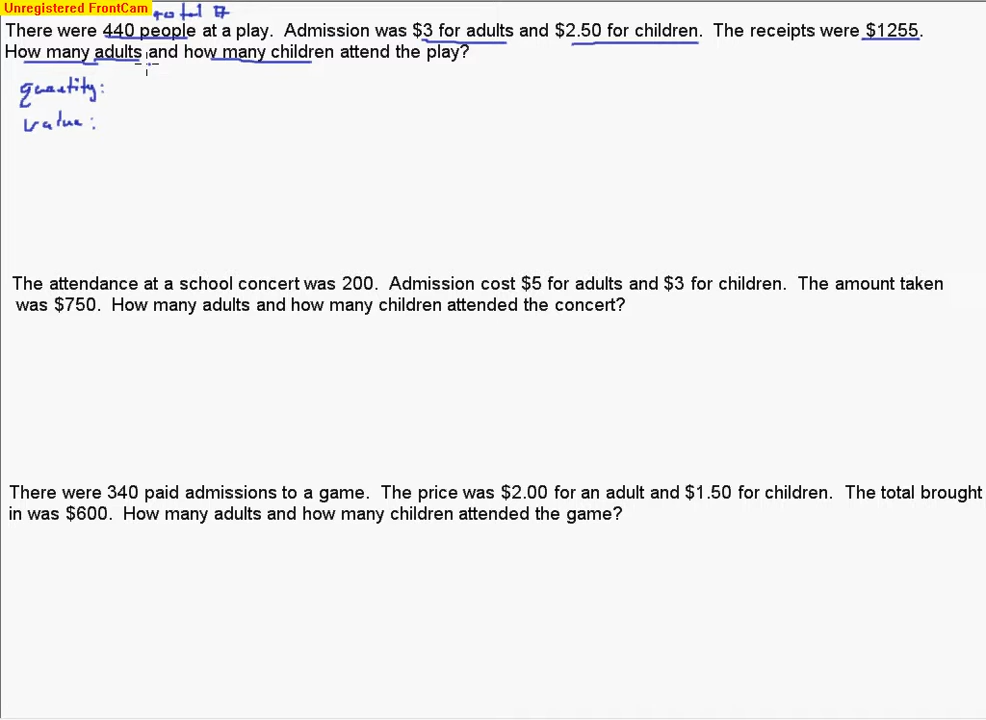 Unregistered FrontCam
total #
There were 440 people at a play. Admission was $3 for adults and $2.50 for children. The receipts were $1255.
How many adults and how many children attend the play?
quantity:
value:
The attendance at a school concert was 200. Admission cost $5 for adults and $3 for children. The amount taken
was $750. How many adults and how many children attended the concert?
There were 340 paid admissions to a game. The price was $2.00 for an adult and $1.50 for children. The total brought
in was $600. How many adults and how many children attended the game?